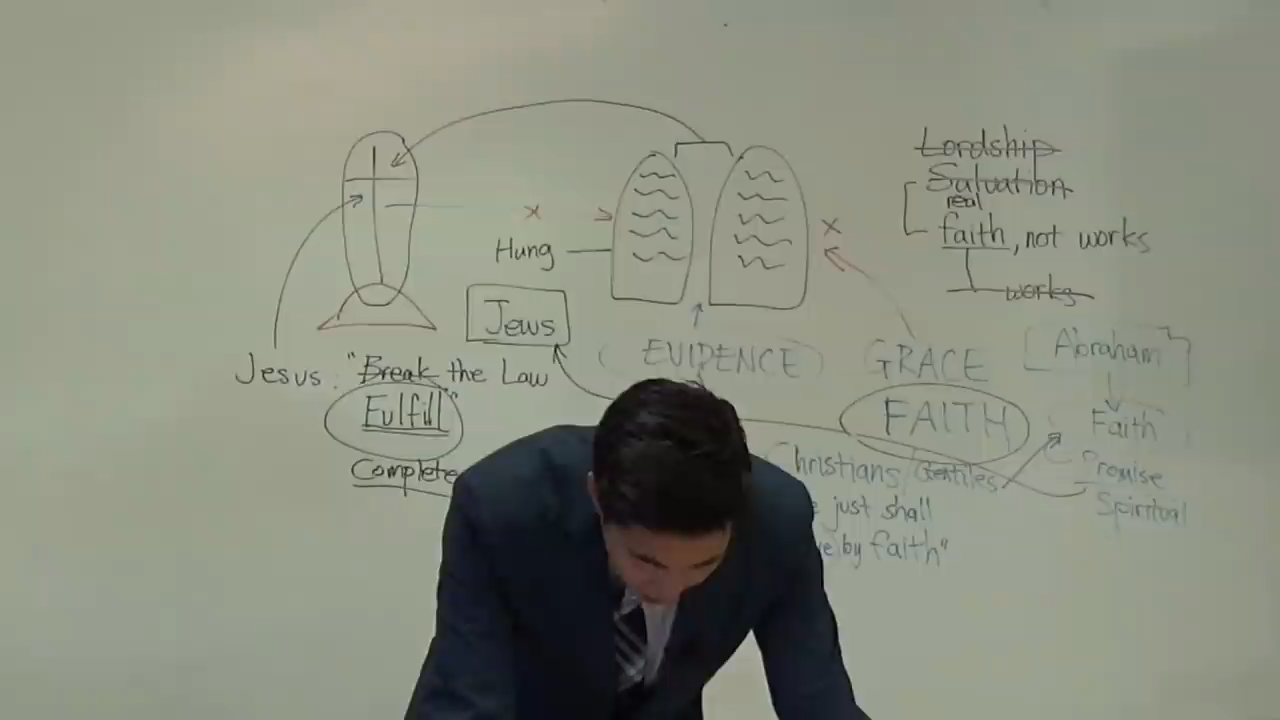 Lordship
Salvation
real
faith, not works
works
x
x
Hung
Jews
EVIDENCE
GRACE
Abraham
Jesus: "Break the Law
Fulfill"
Complete
FAITH
Faith
Christians/Gentiles
Promise
just shall
Spiritual
by faith"